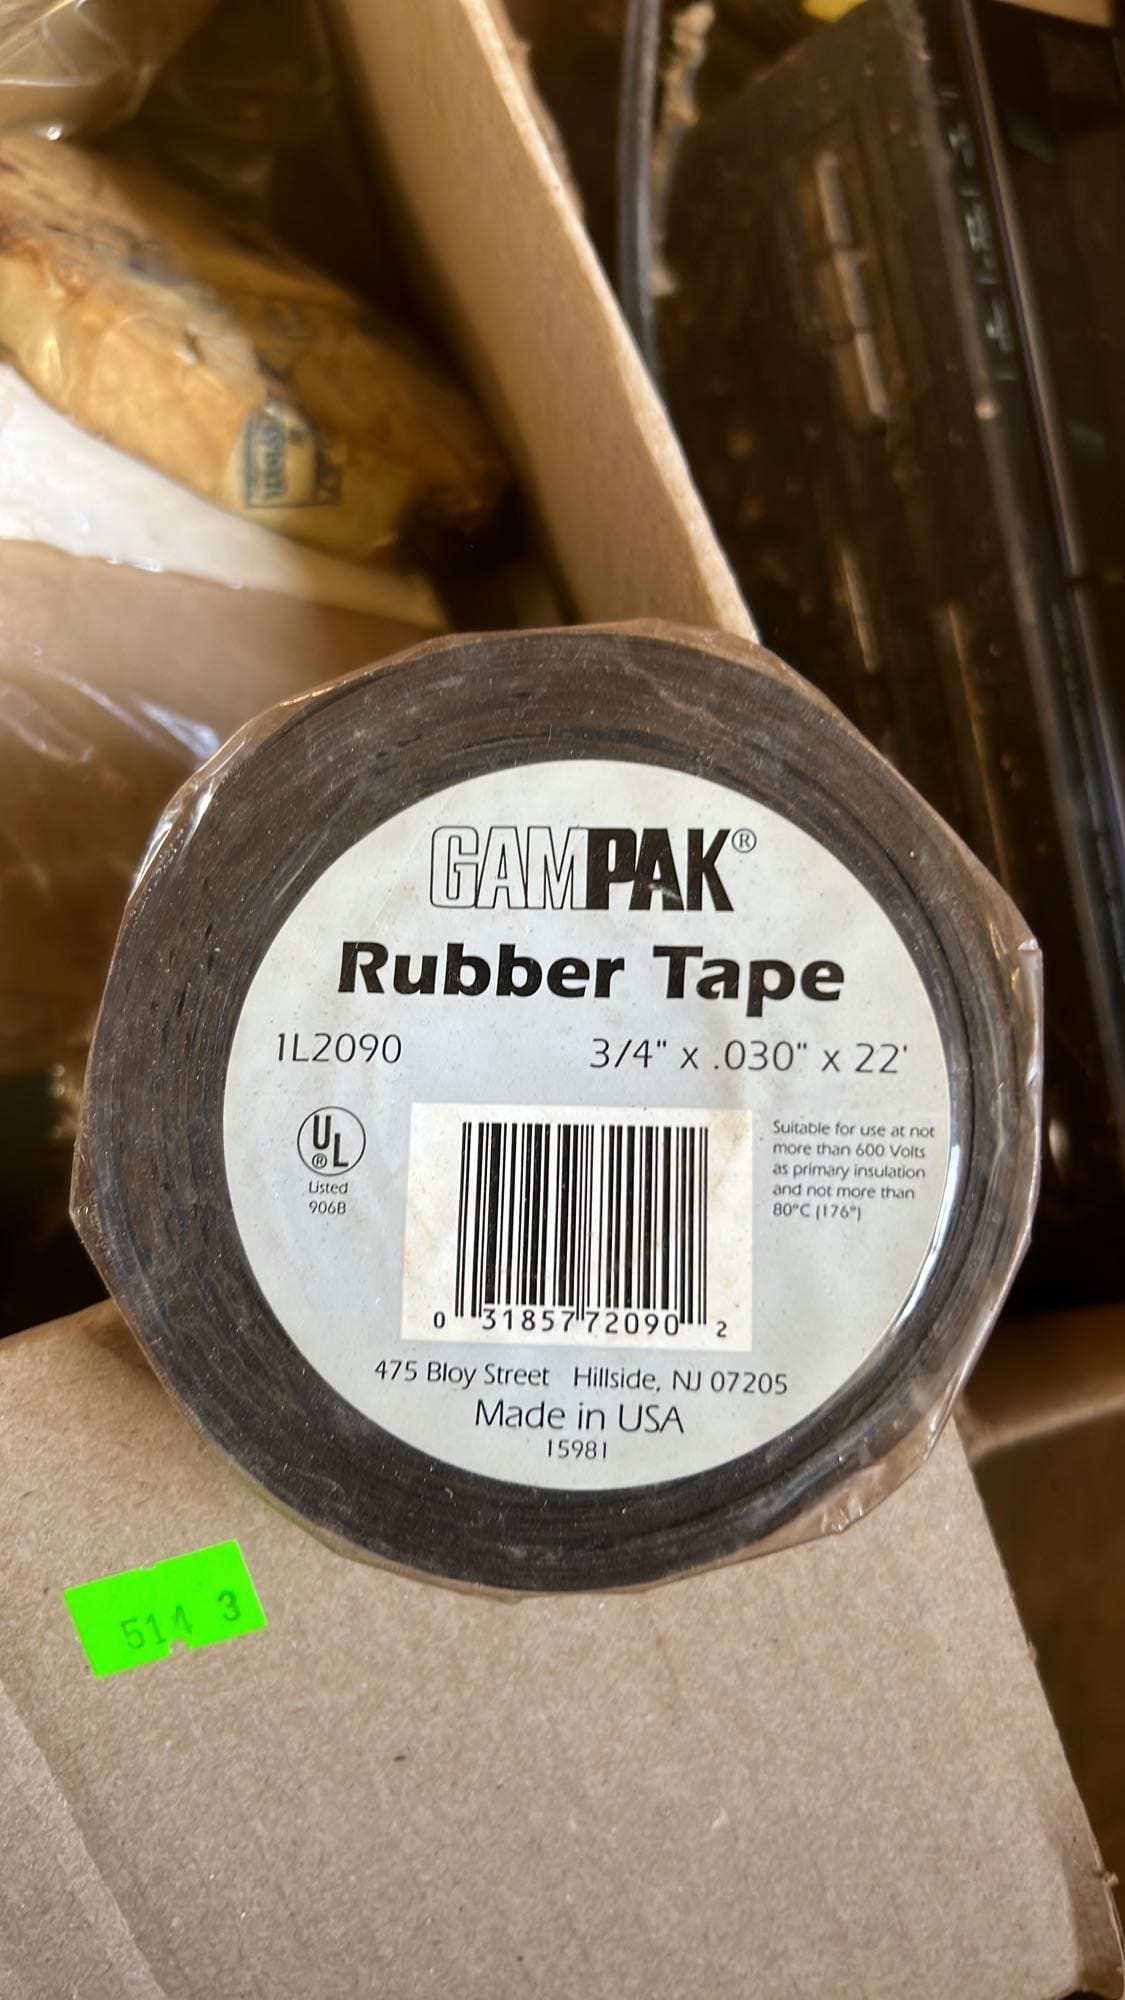 GAMPAK®
Rubber Tape
1L2090 3/4" x .030" x 22'
UL®
Listed
906B
Suitable for use at not
more than 600 Volts
as primary insulation
and not more than
80°C (176°)
0 31857 72090 2
475 Bloy Street Hillside, NJ 07205
Made in USA
15981
514 3